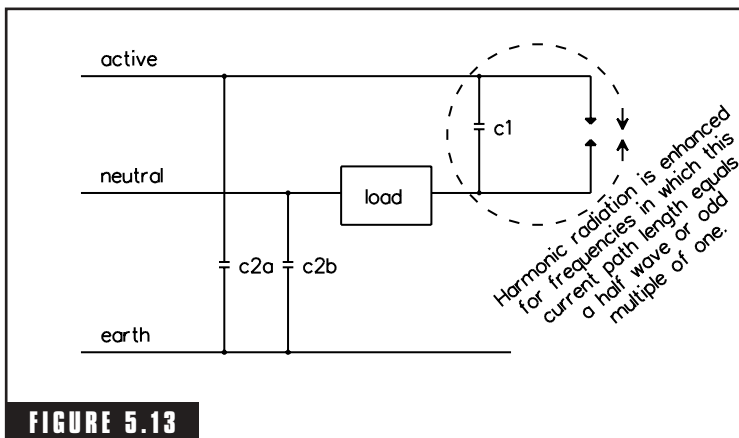 active
c1
neutral
load
c2a
c2b
earth
Harmonic radiation is enhanced
for frequencies in which this
current path length equals
a half wave or odd
multiple of one.
FIGURE 5.13